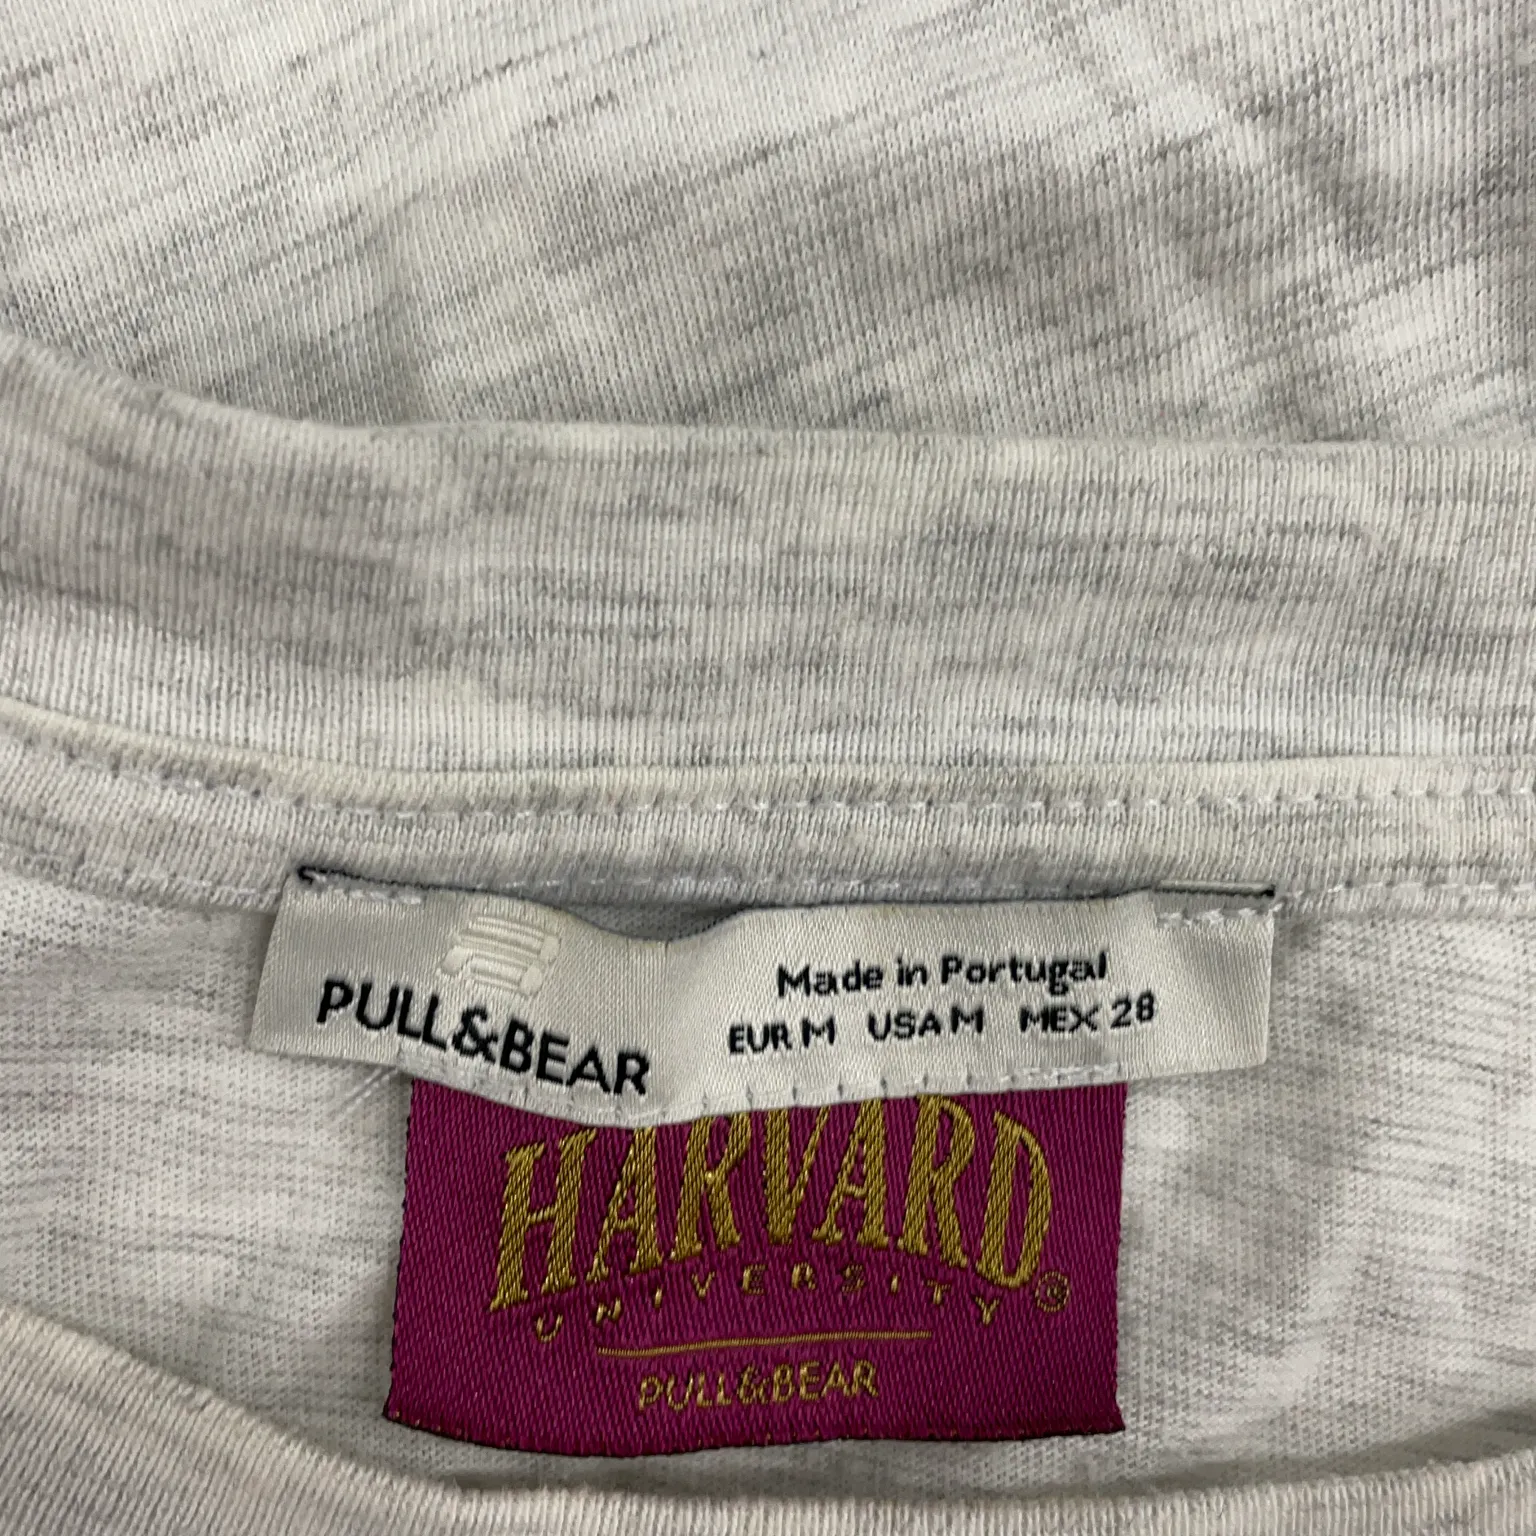 PULL&BEAR
Made in Portugal
EUR M USA M MEX 28
HARVARD
UNIVERSITY ®
PULL&BEAR